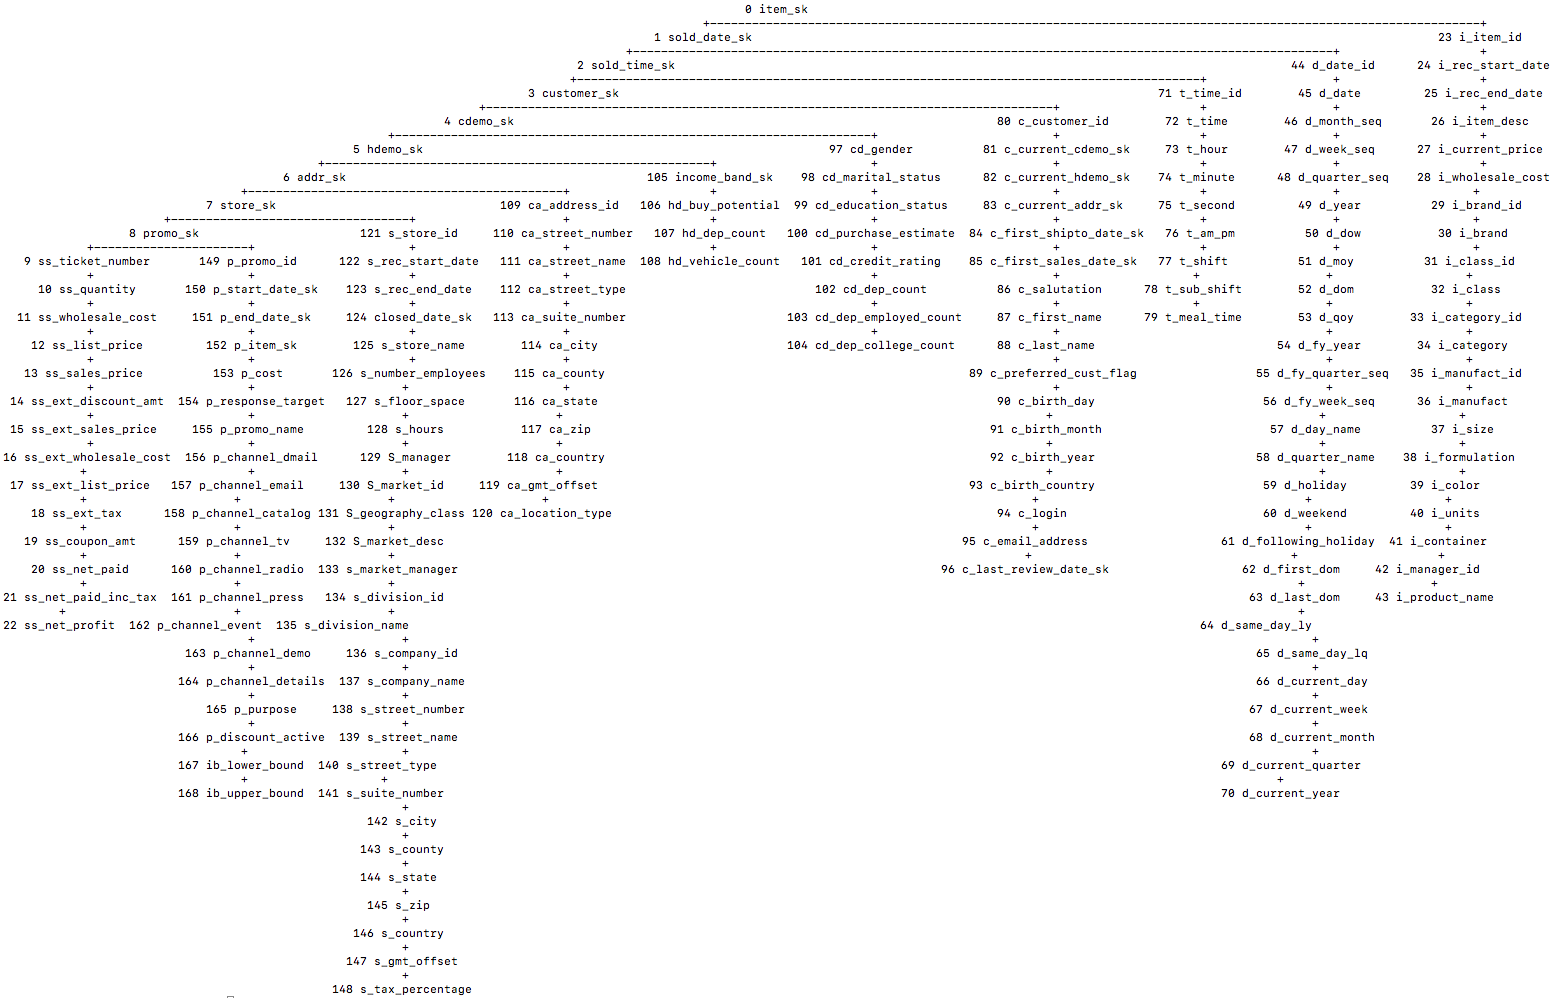 0 item_sk
1 sold_date_sk 23 i_item_id
2 sold_time_sk 44 d_date_id 24 i_rec_start_date
3 customer_sk 71 t_time_id 45 d_date 25 i_rec_end_date
4 cdemo_sk 80 c_customer_id 72 t_time 46 d_month_seq 26 i_item_desc
5 hdemo_sk 97 cd_gender 81 c_current_cdemo_sk 73 t_hour 47 d_week_seq 27 i_current_price
6 addr_sk 105 income_band_sk 98 cd_marital_status 82 c_current_hdemo_sk 74 t_minute 48 d_quarter_seq 28 i_wholesale_cost
7 store_sk 109 ca_address_id 106 hd_buy_potential 99 cd_education_status 83 c_current_addr_sk 75 t_second 49 d_year 29 i_brand_id
8 promo_sk 121 s_store_id 110 ca_street_number 107 hd_dep_count 100 cd_purchase_estimate 84 c_first_shipto_date_sk 76 t_am_pm 50 d_dow 30 i_brand
9 ss_ticket_number 149 p_promo_id 122 s_rec_start_date 111 ca_street_name 108 hd_vehicle_count 101 cd_credit_rating 85 c_first_sales_date_sk 77 t_shift 51 d_moy 31 i_class_id
10 ss_quantity 150 p_start_date_sk 123 s_rec_end_date 112 ca_street_type 102 cd_dep_count 86 c_salutation 78 t_sub_shift 52 d_dom 32 i_class
11 ss_wholesale_cost 151 p_end_date_sk 124 closed_date_sk 113 ca_suite_number 103 cd_dep_employed_count 87 c_first_name 79 t_meal_time 53 d_qoy 33 i_category_id
12 ss_list_price 152 p_item_sk 125 s_store_name 114 ca_city 104 cd_dep_college_count 88 c_last_name 54 d_fy_year 34 i_category
13 ss_sales_price 153 p_cost 126 s_number_employees 115 ca_county 89 c_preferred_cust_flag 55 d_fy_quarter_seq 35 i_manufact_id
14 ss_ext_discount_amt 154 p_response_target 127 s_floor_space 116 ca_state 90 c_birth_day 56 d_fy_week_seq 36 i_manufact
15 ss_ext_sales_price 155 p_promo_name 128 s_hours 117 ca_zip 91 c_birth_month 57 d_day_name 37 i_size
16 ss_ext_wholesale_cost 156 p_channel_dmail 129 S_manager 118 ca_country 92 c_birth_year 58 d_quarter_name 38 i_formulation
17 ss_ext_list_price 157 p_channel_email 130 S_market_id 119 ca_gmt_offset 93 c_birth_country 59 d_holiday 39 i_color
18 ss_ext_tax 158 p_channel_catalog 131 S_geography_class 120 ca_location_type 94 c_login 60 d_weekend 40 i_units
19 ss_coupon_amt 159 p_channel_tv 132 S_market_desc 95 c_email_address 61 d_following_holiday 41 i_container
20 ss_net_paid 160 p_channel_radio 133 s_market_manager 96 c_last_review_date_sk 62 d_first_dom 42 i_manager_id
21 ss_net_paid_inc_tax 161 p_channel_press 134 s_division_id 63 d_last_dom 43 i_product_name
22 ss_net_profit 162 p_channel_event 135 s_division_name 64 d_same_day_ly
163 p_channel_demo 136 s_company_id 65 d_same_day_lq
164 p_channel_details 137 s_company_name 66 d_current_day
165 p_purpose 138 s_street_number 67 d_current_week
166 p_discount_active 139 s_street_name 68 d_current_month
167 ib_lower_bound 140 s_street_type 69 d_current_quarter
168 ib_upper_bound 141 s_suite_number 70 d_current_year
142 s_city
143 s_county
144 s_state
145 s_zip
146 s_country
147 s_gmt_offset
148 s_tax_percentage